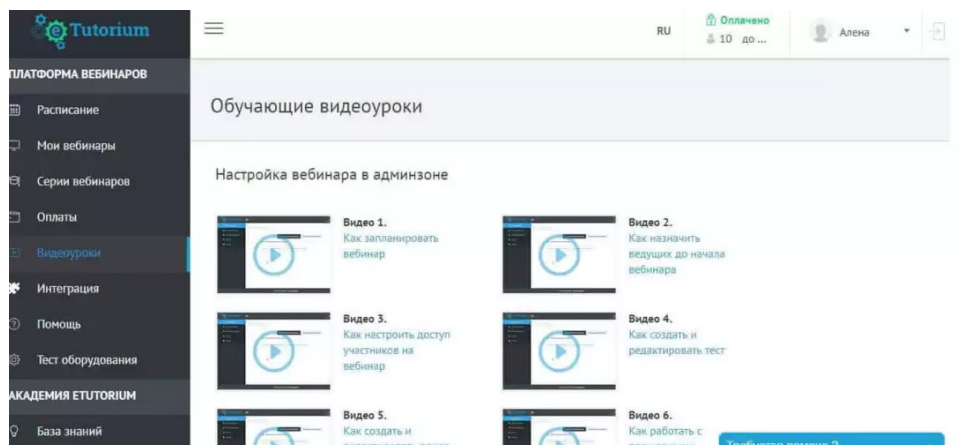 eTutorium
RU
Оплачено
10 до ...
Алена
ПЛАТФОРМА ВЕБИНАРОВ
Расписание
Мои вебинары
Серии вебинаров
Оплаты
Видеоуроки
Интеграция
Помощь
Тест оборудования
АКАДЕМИЯ ETUTORIUM
База знаний
Обучающие видеоуроки
Настройка вебинара в админзоне
Видео 1.
Как запланировать
вебинар
Видео 2.
Как назначить
ведущих до начала
вебинара
Видео 3.
Как настроить доступ
участников на
вебинар
Видео 4.
Как создать и
редактировать тест
Видео 5.
Как создать и
Видео 6.
Как работать с
Требуется помощь?